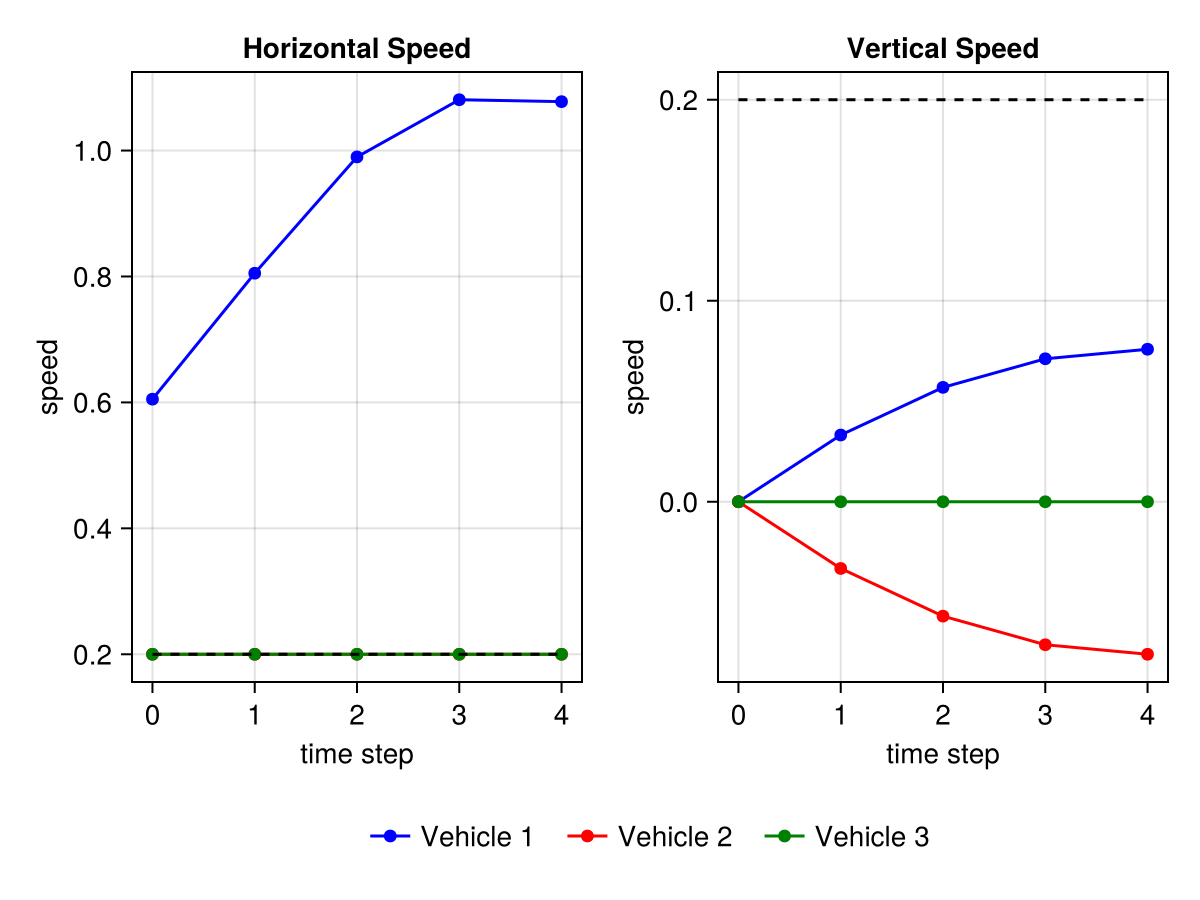 Horizontal Speed
1.0
0.8
0.6
0.4
0.2
speed
0 1 2 3 4
time step
Vertical Speed
0.2
0.1
0.0
speed
0 1 2 3 4
time step
Vehicle 1 Vehicle 2 Vehicle 3